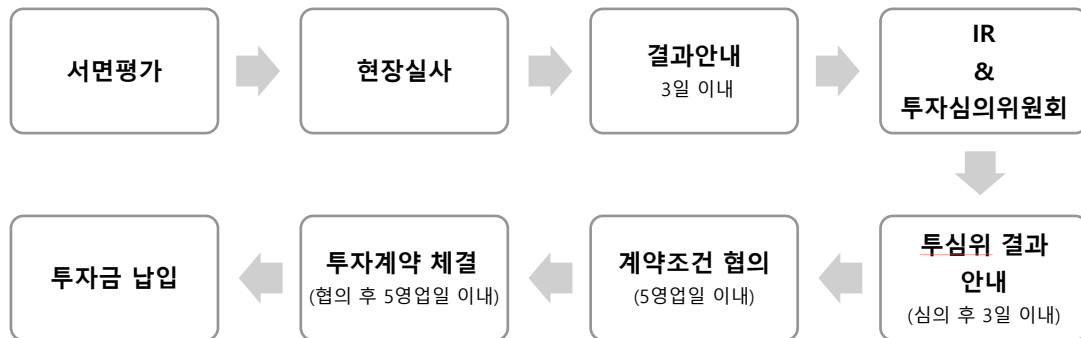 서면평가
현장실사
결과안내
3일 이내
IR
&
투자심의위원회
투심위 결과
안내
(심의 후 3일 이내)
계약조건 협의
(5영업일 이내)
투자계약 체결
(협의 후 5영업일 이내)
투자금 납입